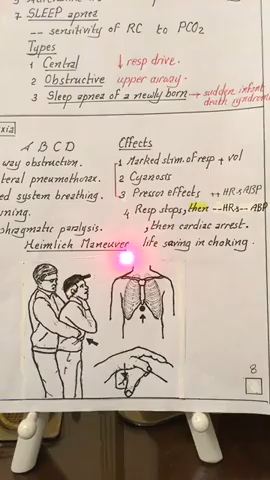 7 SLEEP apnea
-- sensitivity of RC to PCO2
Types
1 Central ↓ resp drive.
2 Obstructive upper airway.
3 Sleep apnea of a newly born → sudden infant
death syndrome
A B C D
way obstruction.
teral pneumothorax.
ed system breathing.
ning.
phragmatic paralysis.
Effects
1 Marked stim. of resp + vol
2 Cyanosis
3 Pressor effects ++ HR & ABP
4 Resp stops, then --HR &-- ABP
, then cardiac arrest.
Heimlich Maneuver life saving in choking.
8